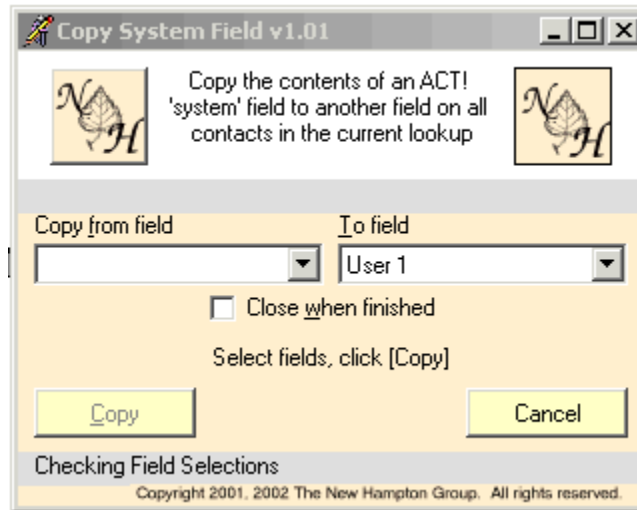 Copy System Field v1.01
N H
Copy the contents of an ACT!
'system' field to another field on all
contacts in the current lookup
N H
Copy from field
To field
User 1
Close when finished
Select fields, click [Copy]
Copy
Cancel
Checking Field Selections
Copyright 2001, 2002 The New Hampton Group. All rights reserved.